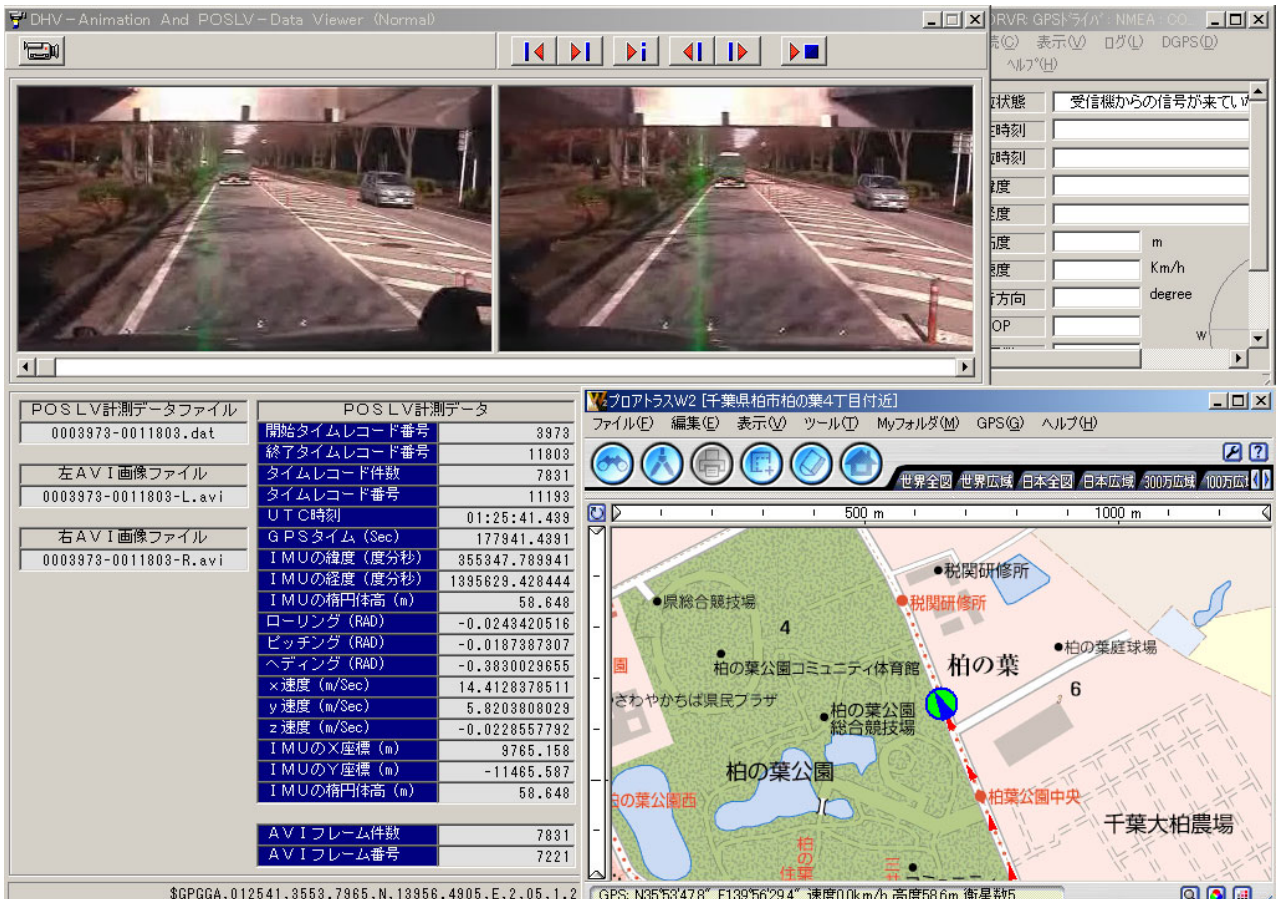 DHV-Animation And POSLV-Data Viewer (Normal)
DRVR: GPSﾄﾞﾗｲﾊﾞ : NMEA : CO...
続(C) 表示(V) ログ(L) DGPS(D)
ﾍﾙﾌﾟ(H)
状態 受信機からの信号が来てい
時刻
時刻
度
度
度 m
度 Km/h
方向 degree
OP
W
POSLV計測データファイル
0003973-0011803.dat
左AVI画像ファイル
0003973-0011803-L.avi
右AVI画像ファイル
0003973-0011803-R.avi
POSLV計測データ
開始タイムレコード番号 3973
終了タイムレコード番号 11803
タイムレコード件数 7831
タイムレコード番号 11193
UTC時刻 01:25:41.439
GPSタイム (Sec) 177941.4391
IMUの緯度 (度分秒) 355347.789941
IMUの経度 (度分秒) 1395629.428444
IMUの楕円体高 (m) 58.648
ローリング (RAD) -0.0243420516
ピッチング (RAD) -0.0187387307
ヘディング (RAD) -0.3830029655
x速度 (m/Sec) 14.4128378511
y速度 (m/Sec) 5.8203808029
z速度 (m/Sec) -0.0228557792
IMUのX座標 (m) 9765.158
IMUのY座標 (m) -11465.587
IMUの楕円体高 (m) 58.648
AVIフレーム件数 7831
AVIフレーム番号 7221
$GPGGA,012541,3553.7965,N,13956.4905,E,2,05,1.2
プロアトラスW2 [千葉県柏市柏の葉4丁目付近]
ファイル(F) 編集(E) 表示(V) ツール(T) Myフォルダ(M) GPS(G) ヘルプ(H)
世界全図 世界広域 日本全図 日本広域 300万広域 100万広
500 m 1000 m
税関研修所
県総合競技場
税関研修所
4
柏の葉庭球場
園
柏の葉公園コミュニティ体育館
柏の葉
6
さわやかちば県民プラザ
柏の葉公園
総合競技場
柏の葉公園
の葉公園西
柏葉公園中央
千葉大柏農場
柏
の
葉
住
GPS: N35°53'47.8" E139°56'29.4" 速度0.0km/h 高度58.6m 衛星数5